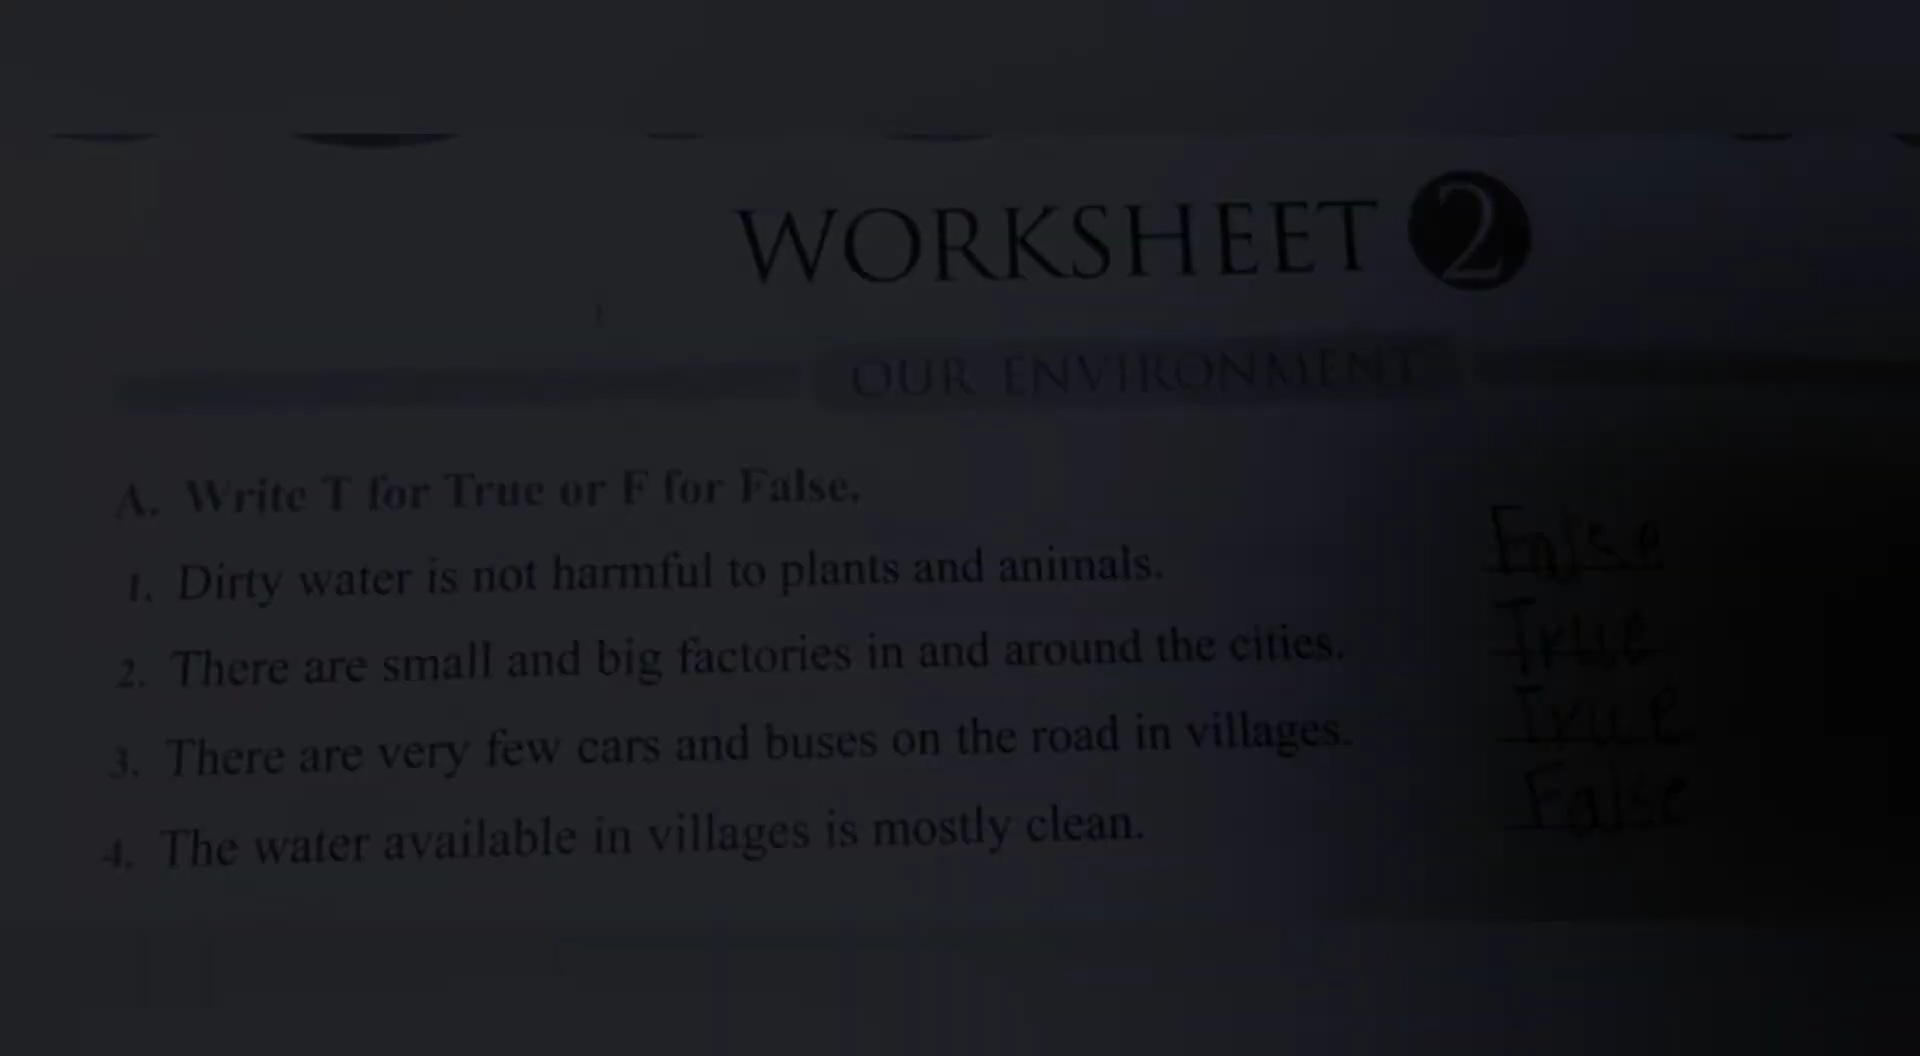 WORKSHEET 2
OUR ENVIRONMENT
A. Write T for True or F for False.
1. Dirty water is not harmful to plants and animals. False
2. There are small and big factories in and around the cities. True
3. There are very few cars and buses on the road in villages. True
4. The water available in villages is mostly clean. False